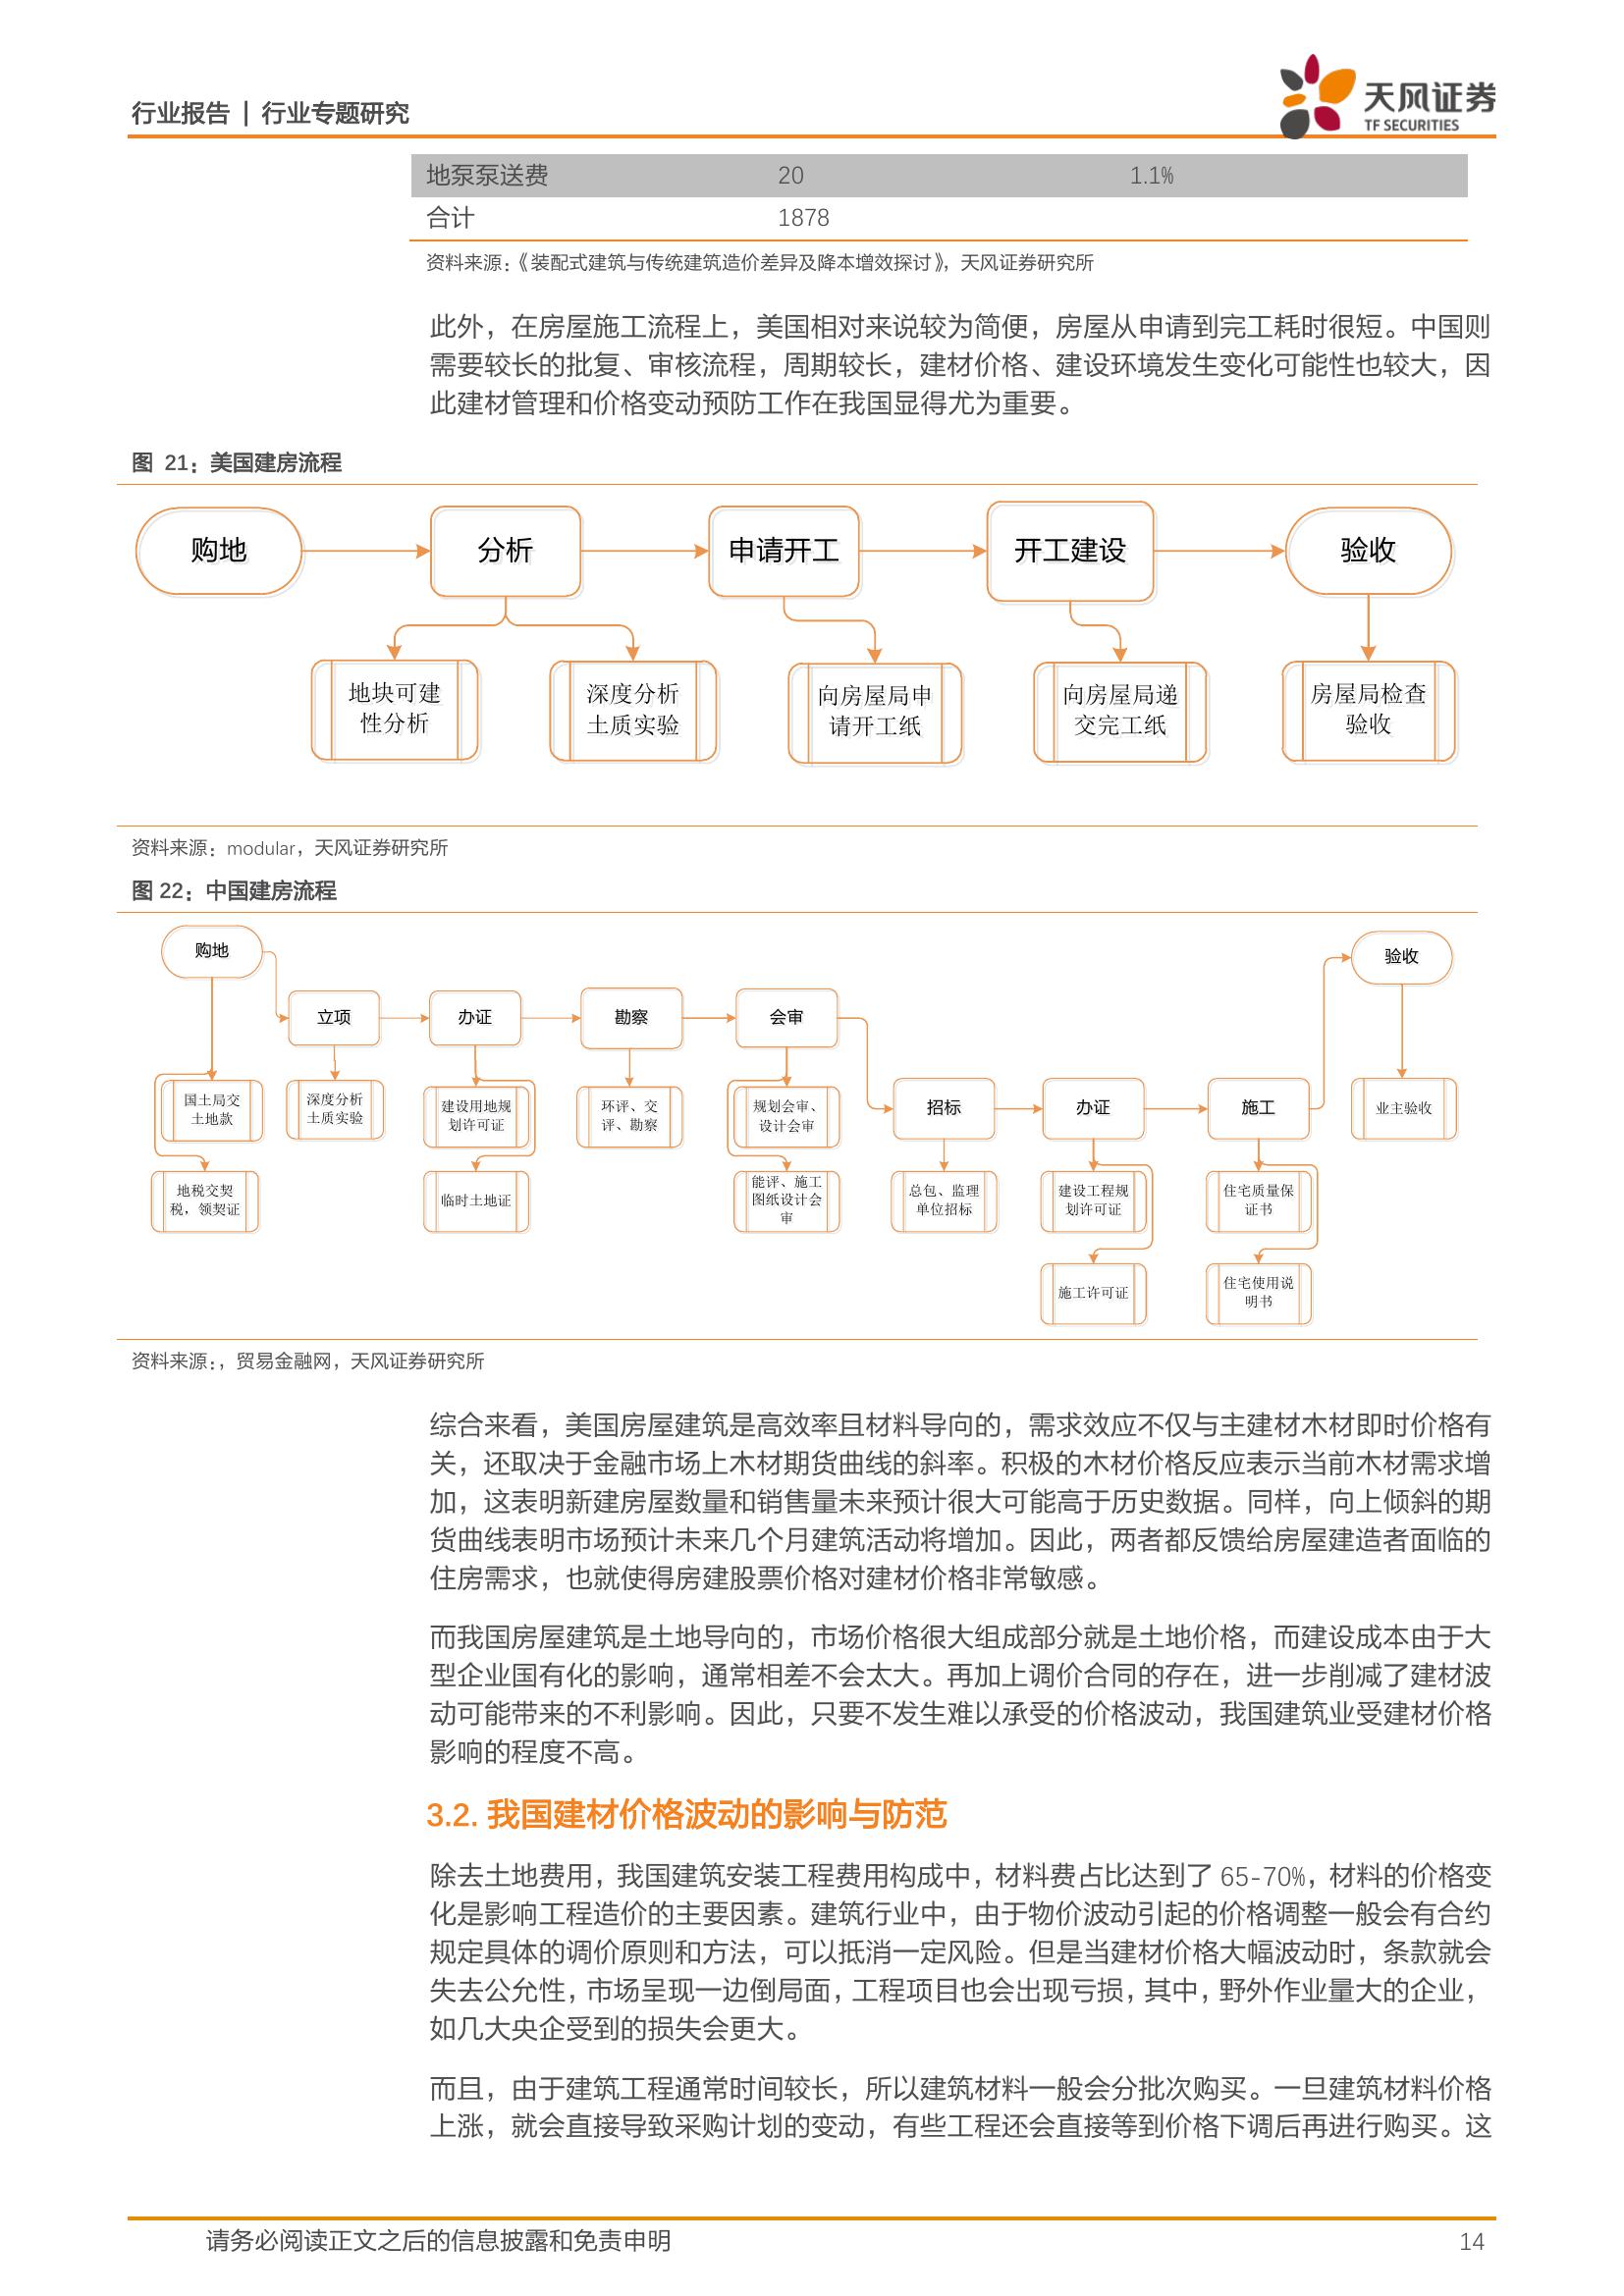 行业报告 | 行业专题研究
天风证券
TF SECURITIES
地泵泵送费 20 1.1%
合计 1878
资料来源：《装配式建筑与传统建筑造价差异及降本增效探讨》，天风证券研究所
此外，在房屋施工流程上，美国相对来说较为简便，房屋从申请到完工耗时很短。中国则
需要较长的批复、审核流程，周期较长，建材价格、建设环境发生变化可能性也较大，因
此建材管理和价格变动预防工作在我国显得尤为重要。
图 21：美国建房流程
购地 分析 申请开工 开工建设 验收
地块可建
性分析
深度分析
土质实验
向房屋局申
请开工纸
向房屋局递
交完工纸
房屋局检查
验收
资料来源：modular，天风证券研究所
图 22：中国建房流程
购地
验收
立项 办证 勘察 会审
国土局交
土地款
深度分析
土质实验
建设用地规
划许可证
环评、交
评、勘察
规划会审、
设计会审
招标 办证 施工
业主验收
地税交契
税，领契证
临时土地证
能评、施工
图纸设计会
审
总包、监理
单位招标
建设工程规
划许可证
住宅质量保
证书
施工许可证
住宅使用说
明书
资料来源：，贸易金融网，天风证券研究所
综合来看，美国房屋建筑是高效率且材料导向的，需求效应不仅与主建材木材即时价格有
关，还取决于金融市场上木材期货曲线的斜率。积极的木材价格反应表示当前木材需求增
加，这表明新建房屋数量和销售量未来预计很大可能高于历史数据。同样，向上倾斜的期
货曲线表明市场预计未来几个月建筑活动将增加。因此，两者都反馈给房屋建造者面临的
住房需求，也就使得房建股票价格对建材价格非常敏感。
而我国房屋建筑是土地导向的，市场价格很大组成部分就是土地价格，而建设成本由于大
型企业国有化的影响，通常相差不会太大。再加上调价合同的存在，进一步削减了建材波
动可能带来的不利影响。因此，只要不发生难以承受的价格波动，我国建筑业受建材价格
影响的程度不高。
3.2. 我国建材价格波动的影响与防范
除去土地费用，我国建筑安装工程费用构成中，材料费占比达到了 65-70%，材料的价格变
化是影响工程造价的主要因素。建筑行业中，由于物价波动引起的价格调整一般会有合约
规定具体的调价原则和方法，可以抵消一定风险。但是当建材价格大幅波动时，条款就会
失去公允性，市场呈现一边倒局面，工程项目也会出现亏损，其中，野外作业量大的企业，
如几大央企受到的损失会更大。
而且，由于建筑工程通常时间较长，所以建筑材料一般会分批次购买。一旦建筑材料价格
上涨，就会直接导致采购计划的变动，有些工程还会直接等到价格下调后再进行购买。这
请务必阅读正文之后的信息披露和免责申明 14